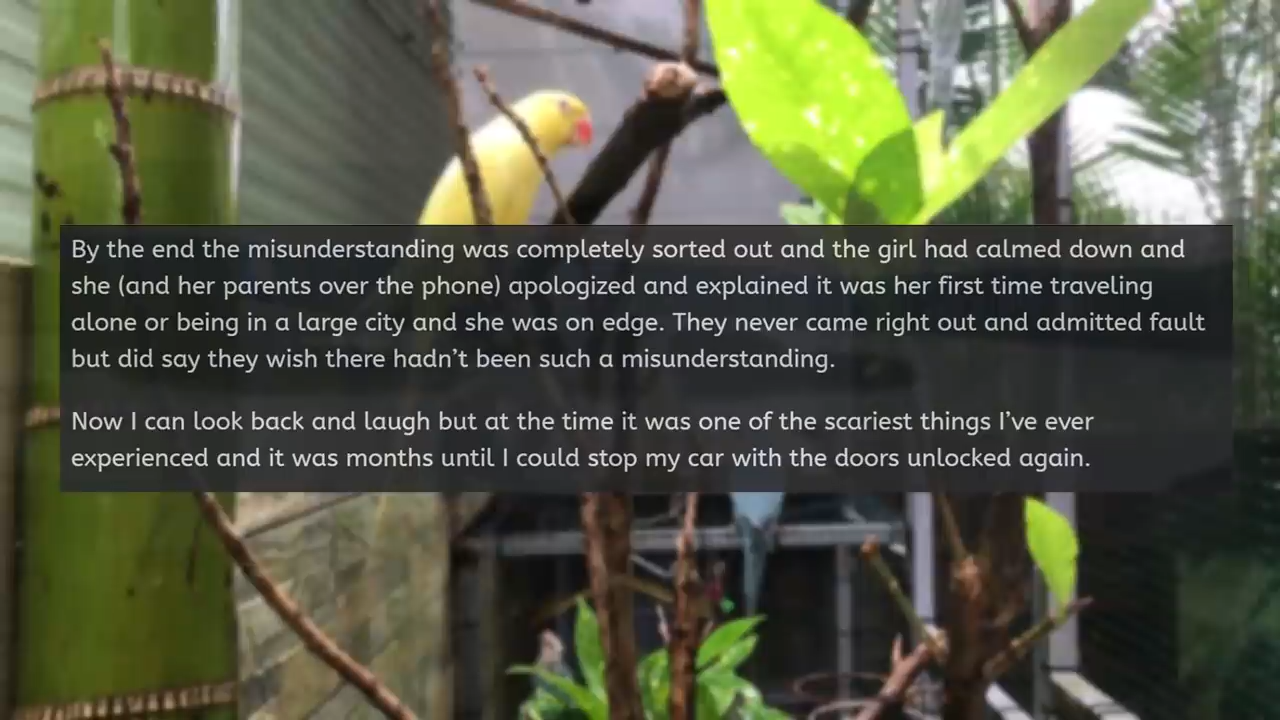 By the end the misunderstanding was completely sorted out and the girl had calmed down and
she (and her parents over the phone) apologized and explained it was her first time traveling
alone or being in a large city and she was on edge. They never came right out and admitted fault
but did say they wish there hadn’t been such a misunderstanding.
Now I can look back and laugh but at the time it was one of the scariest things I’ve ever
experienced and it was months until I could stop my car with the doors unlocked again.